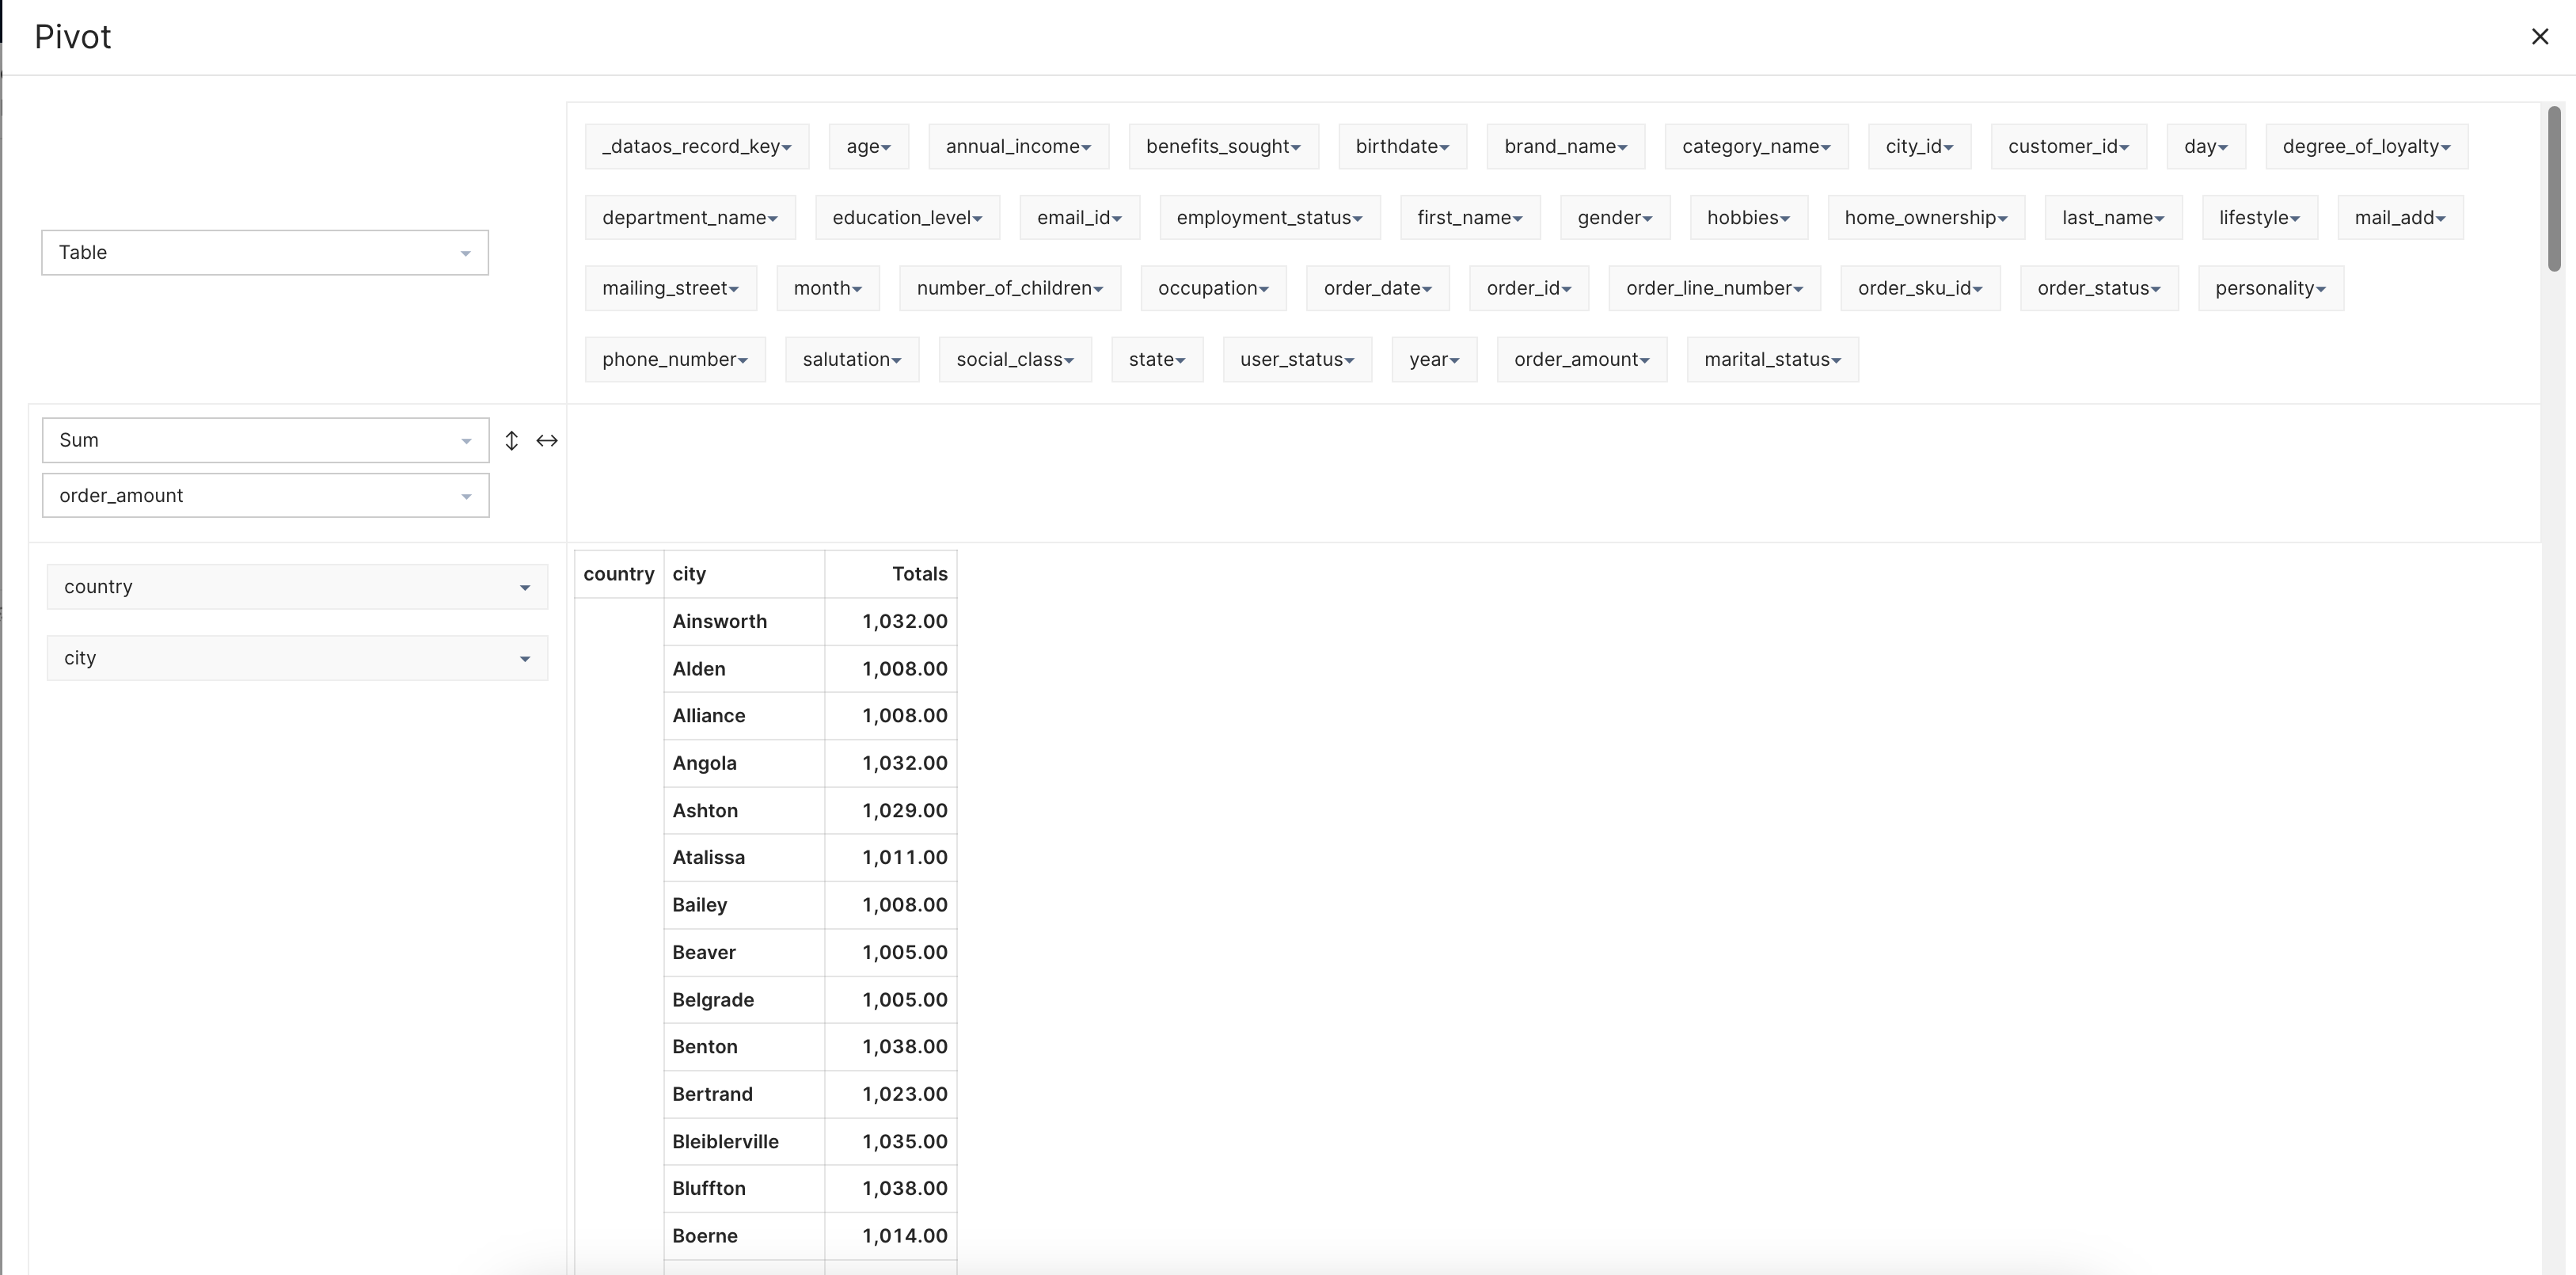 Pivot
_dataos_record_key age annual_income benefits_sought birthdate brand_name category_name city_id customer_id day degree_of_loyalty
department_name education_level email_id employment_status first_name gender hobbies home_ownership last_name lifestyle mail_add
Table
mailing_street month number_of_children occupation order_date order_id order_line_number order_sku_id order_status personality
phone_number salutation social_class state user_status year order_amount marital_status
Sum
order_amount
country
city
country city Totals
Ainsworth 1,032.00
Alden 1,008.00
Alliance 1,008.00
Angola 1,032.00
Ashton 1,029.00
Atalissa 1,011.00
Bailey 1,008.00
Beaver 1,005.00
Belgrade 1,005.00
Benton 1,038.00
Bertrand 1,023.00
Bleiblerville 1,035.00
Bluffton 1,038.00
Boerne 1,014.00